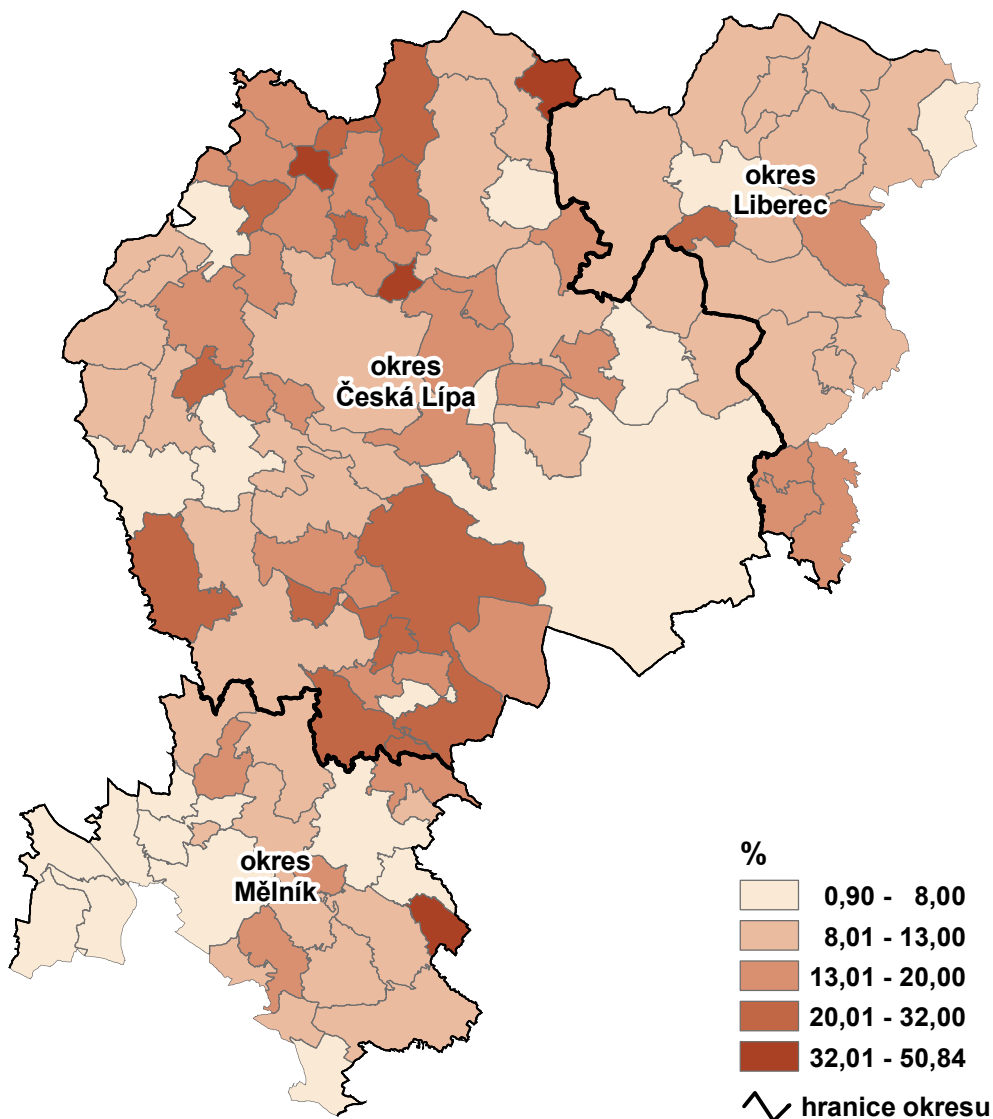 okres
Liberec
okres
Česká Lípa
okres
Mělník
%
0,90 - 8,00
8,01 - 13,00
13,01 - 20,00
20,01 - 32,00
32,01 - 50,84
hranice okresu